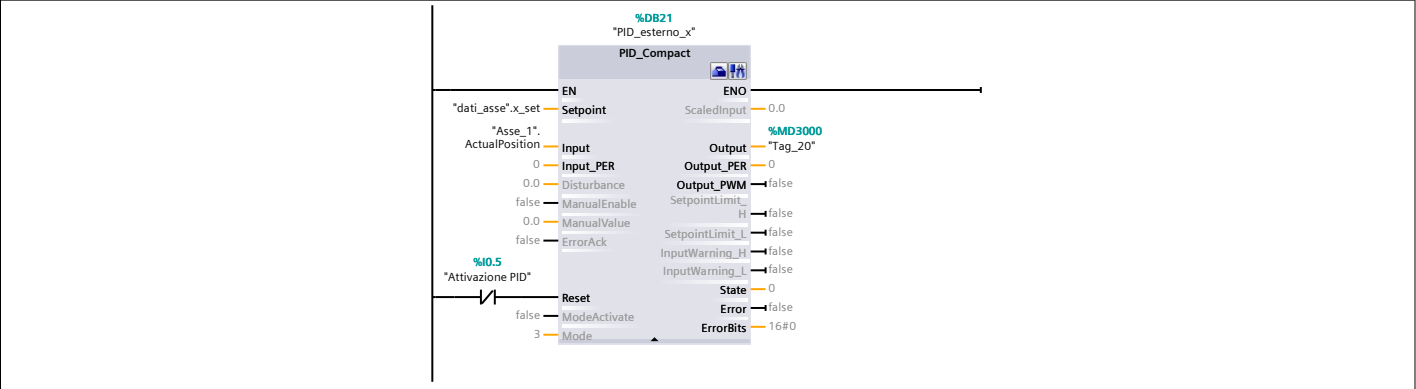 %DB21
"PID_esterno_x"
PID_Compact
EN
ENO
"dati_asse".x_set
Setpoint
ScaledInput
0.0
"Asse_1".
ActualPosition
Input
%MD3000
Output
"Tag_20"
0
Input_PER
Output_PER
0
0.0
Disturbance
Output_PWM
false
false
ManualEnable
SetpointLimit_
H
false
0.0
ManualValue
false
ErrorAck
SetpointLimit_L
false
InputWarning_H
false
InputWarning_L
false
%I0.5
"Attivazione PID"
Reset
State
0
false
ModeActivate
Error
false
3
Mode
ErrorBits
16#0